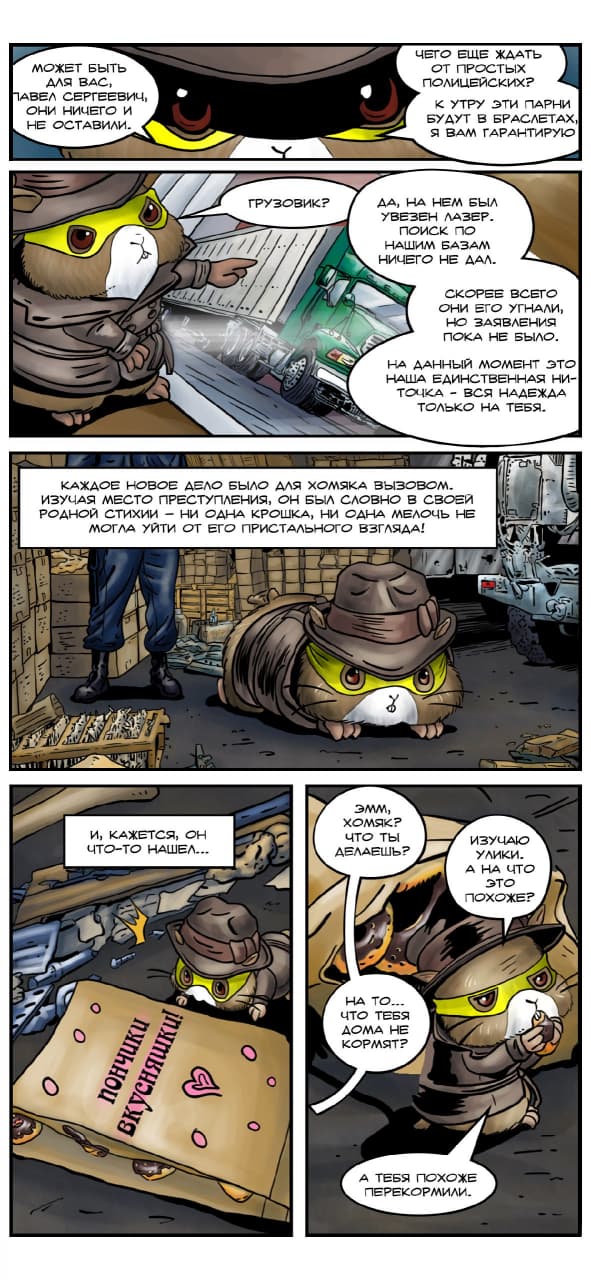 МОЖЕТ БЫТЬ
ДЛЯ ВАС,
ПАВЕЛ СЕРГЕЕВИЧ,
ОНИ НИЧЕГО И
НЕ ОСТАВИЛИ.
ЧЕГО ЕЩЕ ЖДАТЬ
ОТ ПРОСТЫХ
ПОЛИЦЕЙСКИХ?
К УТРУ ЭТИ ПАРНИ
БУДУТ В БРАСЛЕТАХ,
Я ВАМ ГАРАНТИРУЮ
ГРУЗОВИК?
ДА, НА НЕМ БЫЛ
УВЕЗЕН ЛАЗЕР.
ПОИСК ПО
НАШИМ БАЗАМ
НИЧЕГО НЕ ДАЛ.
СКОРЕЕ ВСЕГО
ОНИ ЕГО УГНАЛИ,
НО ЗАЯВЛЕНИЯ
ПОКА НЕ БЫЛО.
НА ДАННЫЙ МОМЕНТ ЭТО
НАША ЕДИНСТВЕННАЯ НИ-
ТОЧКА - ВСЯ НАДЕЖДА
ТОЛЬКО НА ТЕБЯ.
КАЖДОЕ НОВОЕ ДЕЛО БЫЛО ДЛЯ ХОМЯКА ВЫЗОВОМ.
ИЗУЧАЯ МЕСТО ПРЕСТУПЛЕНИЯ, ОН БЫЛ СЛОВНО В СВОЕЙ
РОДНОЙ СТИХИИ - НИ ОДНА КРОШКА, НИ ОДНА МЕЛОЧЬ НЕ
МОГЛА УЙТИ ОТ ЕГО ПРИСТАЛЬНОГО ВЗГЛЯДА!
И, КАЖЕТСЯ, ОН
ЧТО-ТО НАШЕЛ...
ПОНЧИКИ
ВКУСНЯШКИ!
ЭММ,
ХОМЯК?
ЧТО ТЫ
ДЕЛАЕШЬ?
ИЗУЧАЮ
УЛИКИ.
А НА ЧТО
ЭТО
ПОХОЖЕ?
НА ТО...
ЧТО ТЕБЯ
ДОМА НЕ
КОРМЯТ?
А ТЕБЯ ПОХОЖЕ
ПЕРЕКОРМИЛИ.